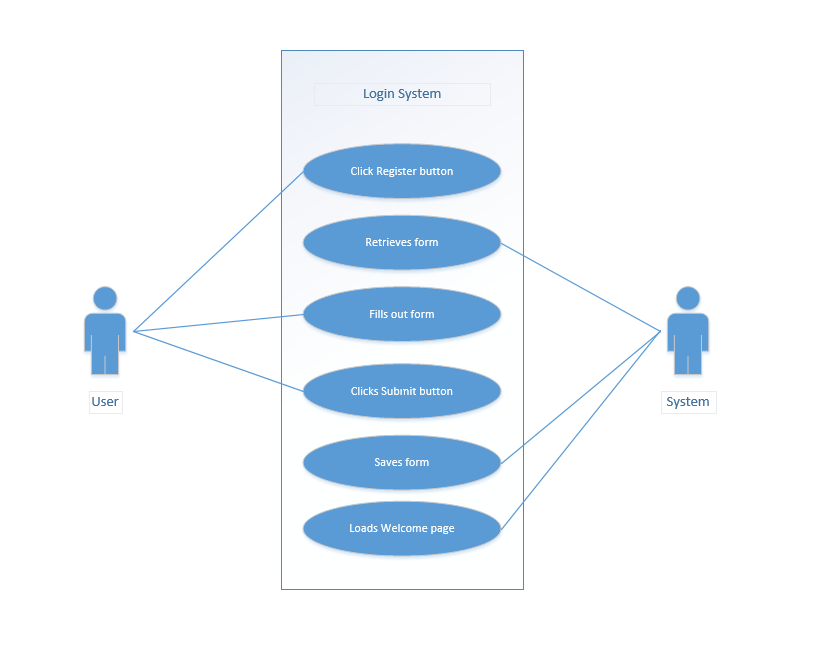 Login System
Click Register button
Retrieves form
Fills out form
Clicks Submit button
Saves form
Loads Welcome page
User
System